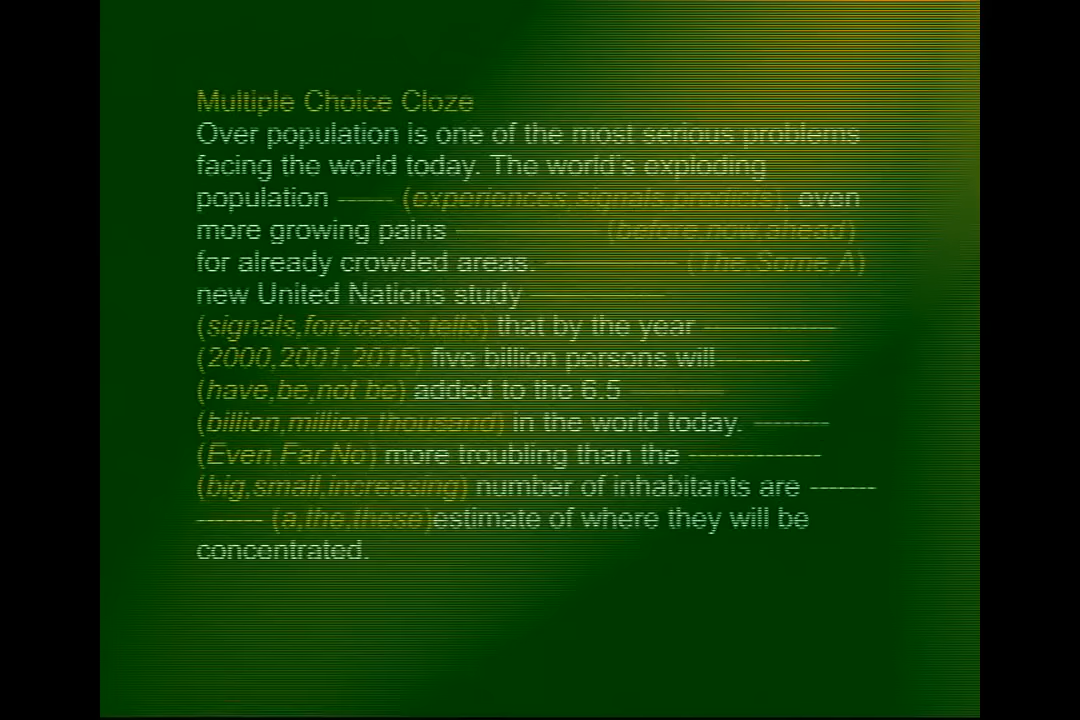 Multiple Choice Cloze
Over population is one of the most serious problems
facing the world today. The world's exploding
population ------ (experiences,signals,predicts), even
more growing pains ---------------- (before,now,ahead)
for already crowded areas. --------------- (The,Some,A)
new United Nations study ---------------
(signals,forecasts,tells) that by the year ---------------
(2000,2001,2015) five billion persons will----------
(have,be,not be) added to the 6.5 -----------
(billion,million,thousand) in the world today. --------
(Even,Far,No) more troubling than the ---------------
(big,small,increasing) number of inhabitants are -------
------- (a,the,these)estimate of where they will be
concentrated.